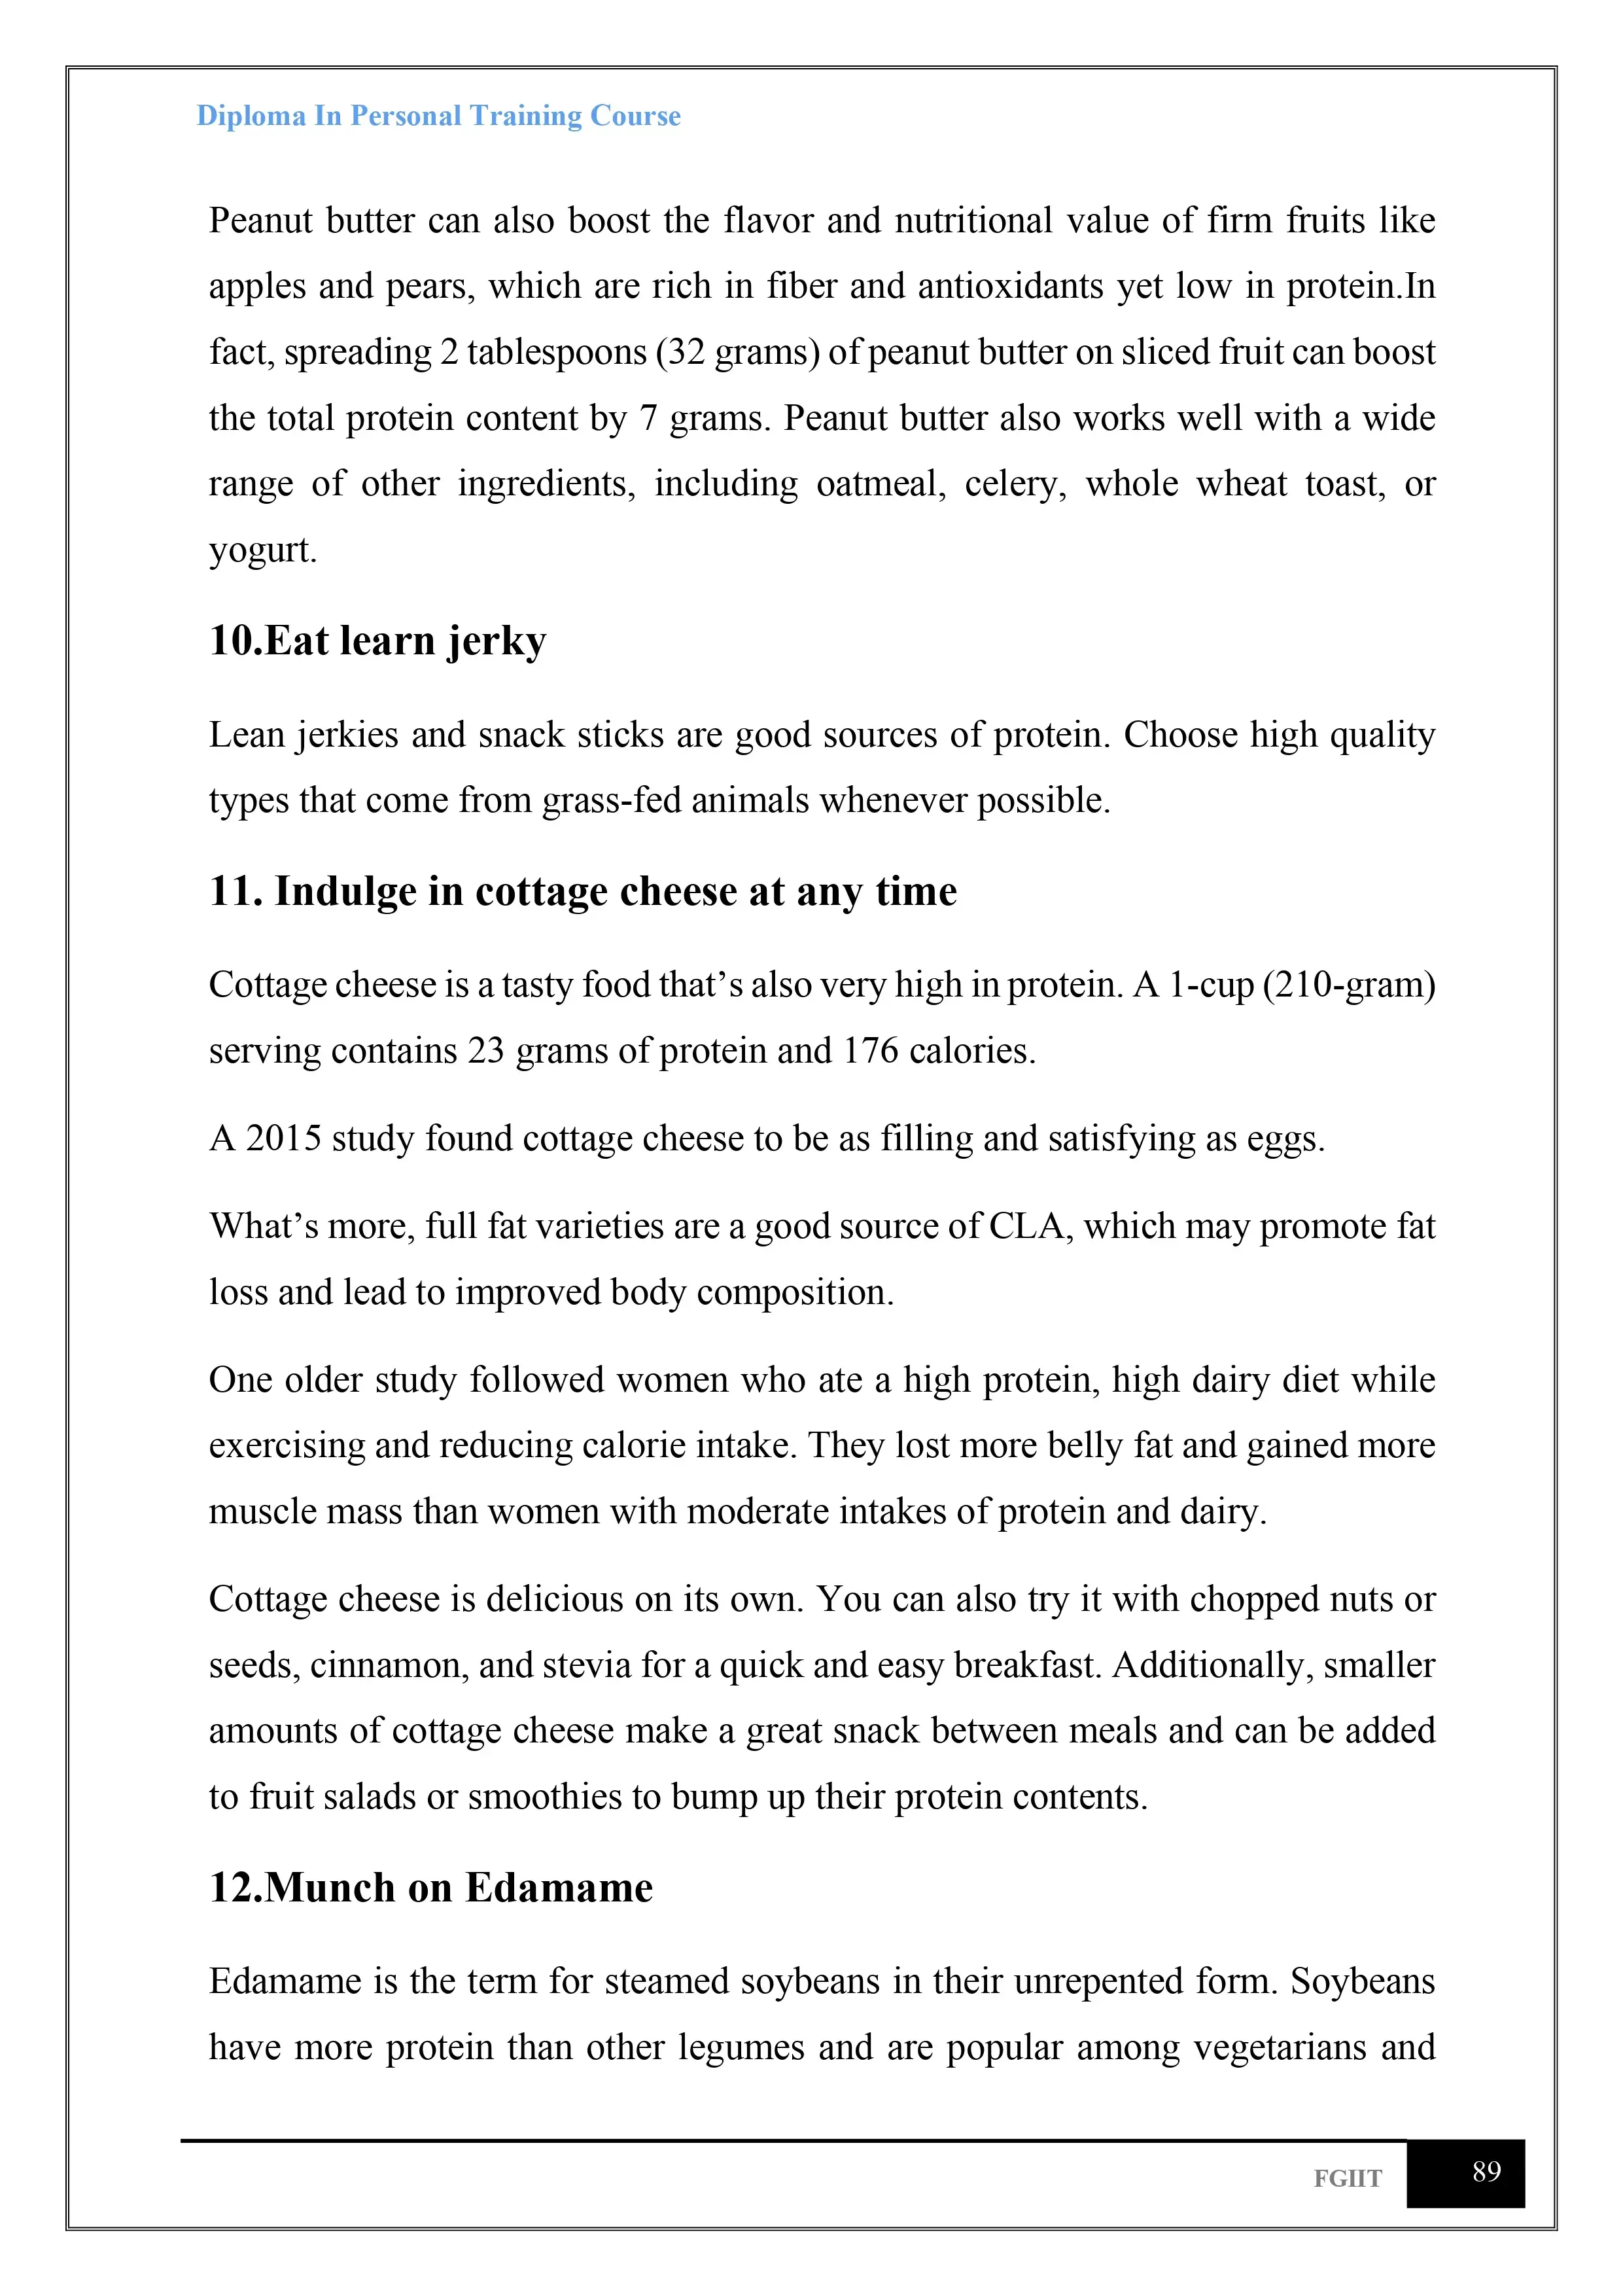 Diploma In Personal Training Course
Peanut butter can also boost the flavor and nutritional value of firm fruits like
apples and pears, which are rich in fiber and antioxidants yet low in protein.In
fact, spreading 2 tablespoons (32 grams) of peanut butter on sliced fruit can boost
the total protein content by 7 grams. Peanut butter also works well with a wide
range of other ingredients, including oatmeal, celery, whole wheat toast, or
yogurt.
10.Eat learn jerky
Lean jerkies and snack sticks are good sources of protein. Choose high quality
types that come from grass-fed animals whenever possible.
11. Indulge in cottage cheese at any time
Cottage cheese is a tasty food that’s also very high in protein. A 1-cup (210-gram)
serving contains 23 grams of protein and 176 calories.
A 2015 study found cottage cheese to be as filling and satisfying as eggs.
What’s more, full fat varieties are a good source of CLA, which may promote fat
loss and lead to improved body composition.
One older study followed women who ate a high protein, high dairy diet while
exercising and reducing calorie intake. They lost more belly fat and gained more
muscle mass than women with moderate intakes of protein and dairy.
Cottage cheese is delicious on its own. You can also try it with chopped nuts or
seeds, cinnamon, and stevia for a quick and easy breakfast. Additionally, smaller
amounts of cottage cheese make a great snack between meals and can be added
to fruit salads or smoothies to bump up their protein contents.
12.Munch on Edamame
Edamame is the term for steamed soybeans in their unrepented form. Soybeans
have more protein than other legumes and are popular among vegetarians and
FGIIT 89